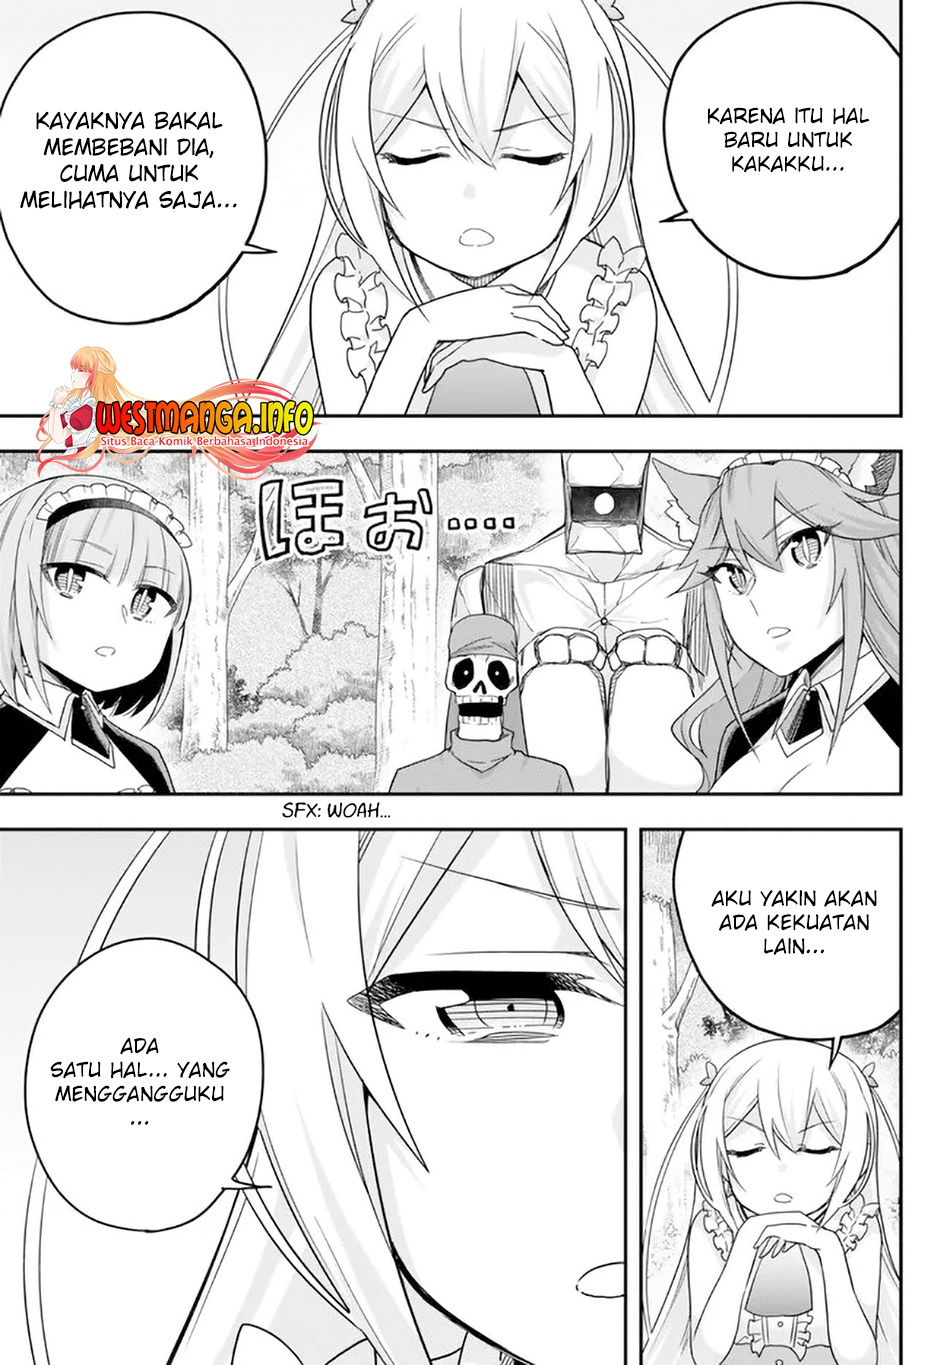 KARENA ITU HAL
BARU UNTUK
KAKAKKU...
KAYAKNYA BAKAL
MEMBEBANI DIA,
CUMA UNTUK
MELIHATNYA SAJA...
WESTMANGA.INFO
Situs Baca Komik Berbahasa Indonesia
ほお....
SFX: WOAH...
AKU YAKIN AKAN
ADA KEKUATAN
LAIN...
ADA
SATU HAL... YANG
MENGGANGGUKU
...